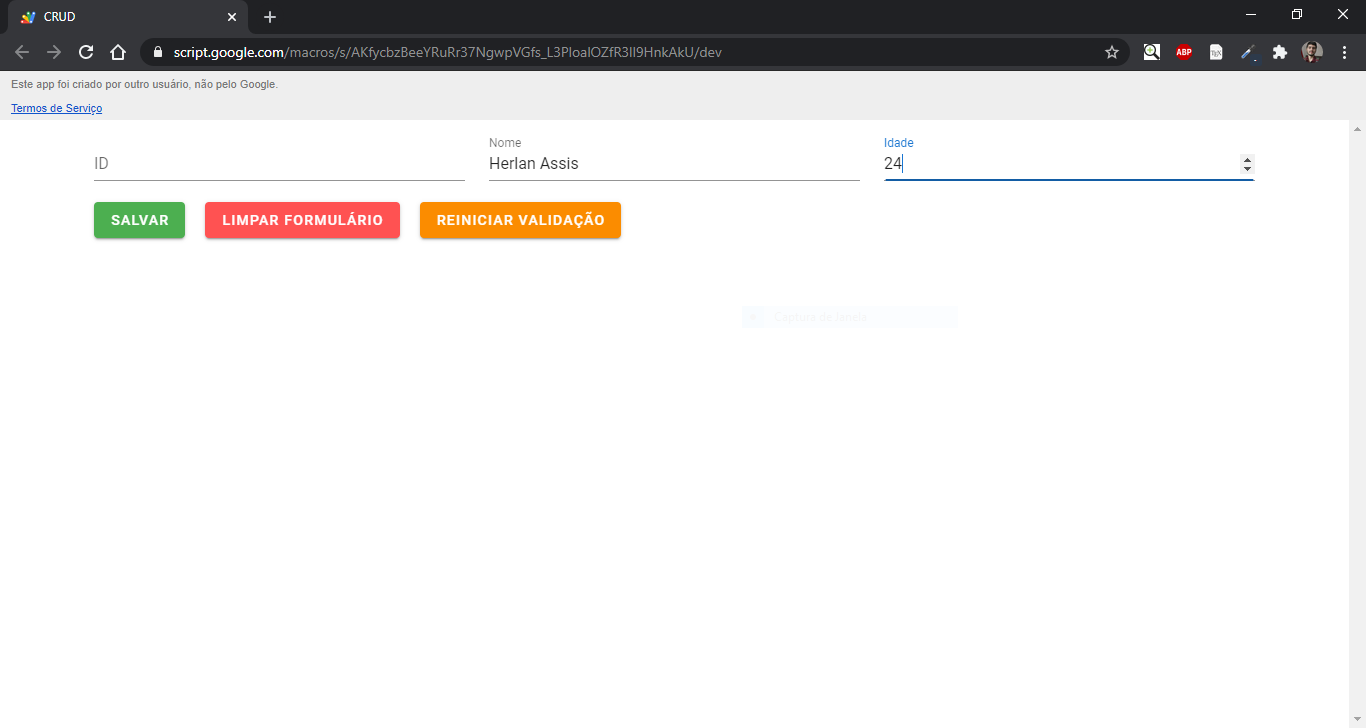 CRUD
script.google.com/macros/s/AKfycbzBeeYRuRr37NgwpVGfs_L3PloalOZfR3Il9HnkAkU/dev
ABP
Este app foi criado por outro usuário, não pelo Google.
Termos de Serviço
ID
Nome
Herlan Assis
Idade
24
SALVAR
LIMPAR FORMULÁRIO
REINICIAR VALIDAÇÃO
Captura de Janela